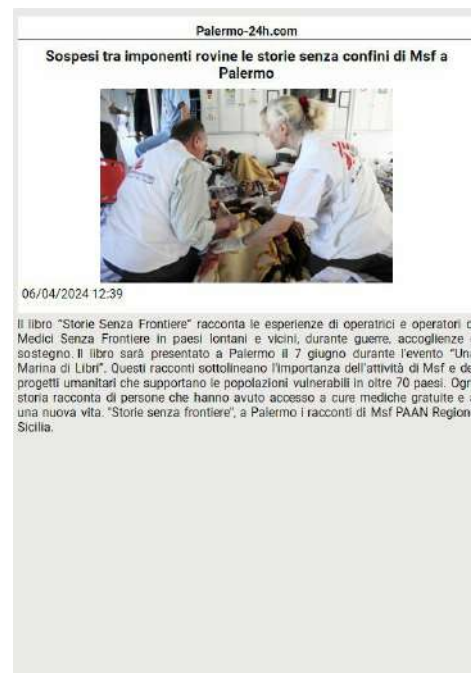 Palermo-24h.com
Sospesi tra imponenti rovine le storie senza confini di Msf a
Palermo
06/04/2024 12:39
Il libro "Storie Senza Frontiere" racconta le esperienze di operatrici e operatori d
Medici Senza Frontiere in paesi lontani e vicini, durante guerre, accoglienze
sostegno. Il libro sarà presentato a Palermo il 7 giugno durante l'evento "Una
Marina di Libri". Questi racconti sottolineano l'importanza dell'attività di Msf e de
progetti umanitari che supportano le popolazioni vulnerabili in oltre 70 paesi. Ogn
storia racconta di persone che hanno avuto accesso a cure mediche gratuite e a
una nuova vita. "Storie senza frontiere", a Palermo i racconti di Msf PAAN Region
Sicilia.